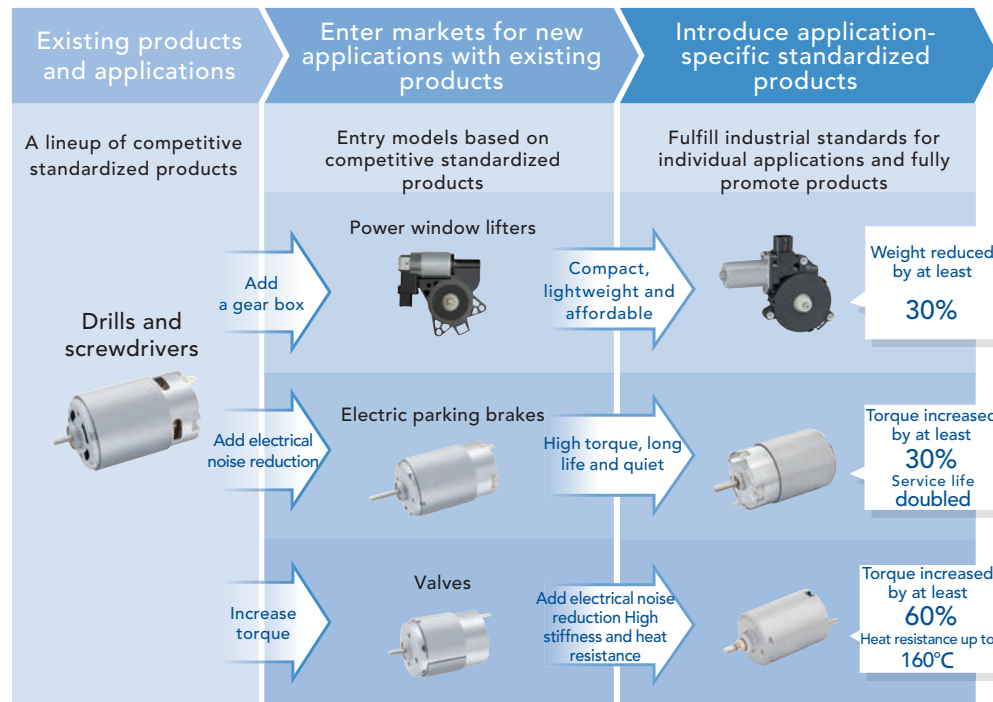 Existing products
and applications
Enter markets for new
applications with existing
products
Introduce application-
specific standardized
products
A lineup of competitive
standardized products
Entry models based on
competitive standardized
products
Fulfill industrial standards for
individual applications and fully
promote products
Drills and
screwdrivers
Add
a gear box
Power window lifters
Compact,
lightweight and
affordable
Weight reduced
by at least
30%
Add electrical
noise reduction
Electric parking brakes
High torque, long
life and quiet
Torque increased
by at least
30%
Service life
doubled
Increase
torque
Valves
Add electrical noise
reduction High
stiffness and heat
resistance
Torque increased
by at least
60%
Heat resistance up to
160°C